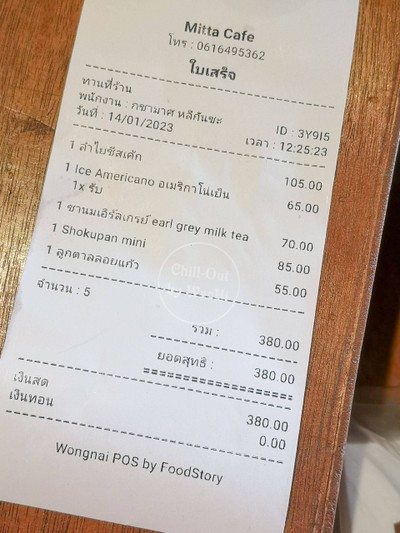 Mitta Cafe
โทร : 0616495362
ใบเสร็จ
ทานที่ร้าน
พนักงาน : กชามาศ หลีกันชะ ID : 3Y9I5
วันที่ : 14/01/2023 เวลา : 12:25:23
1 ลำไยชีสเค้ก 105.00
1 Ice Americano อเมริกาโน่เย็น 65.00
1x รับ
1 ชานมเอิร์ลเกรย์ earl grey milk tea 70.00
1 Shokupan mini 85.00
1 ลูกตาลลอยแก้ว 55.00
จำนวน : 5
รวม : 380.00
ยอดสุทธิ : 380.00
เงินสด 380.00
เงินทอน 0.00
Wongnai POS by FoodStory
Chill Out